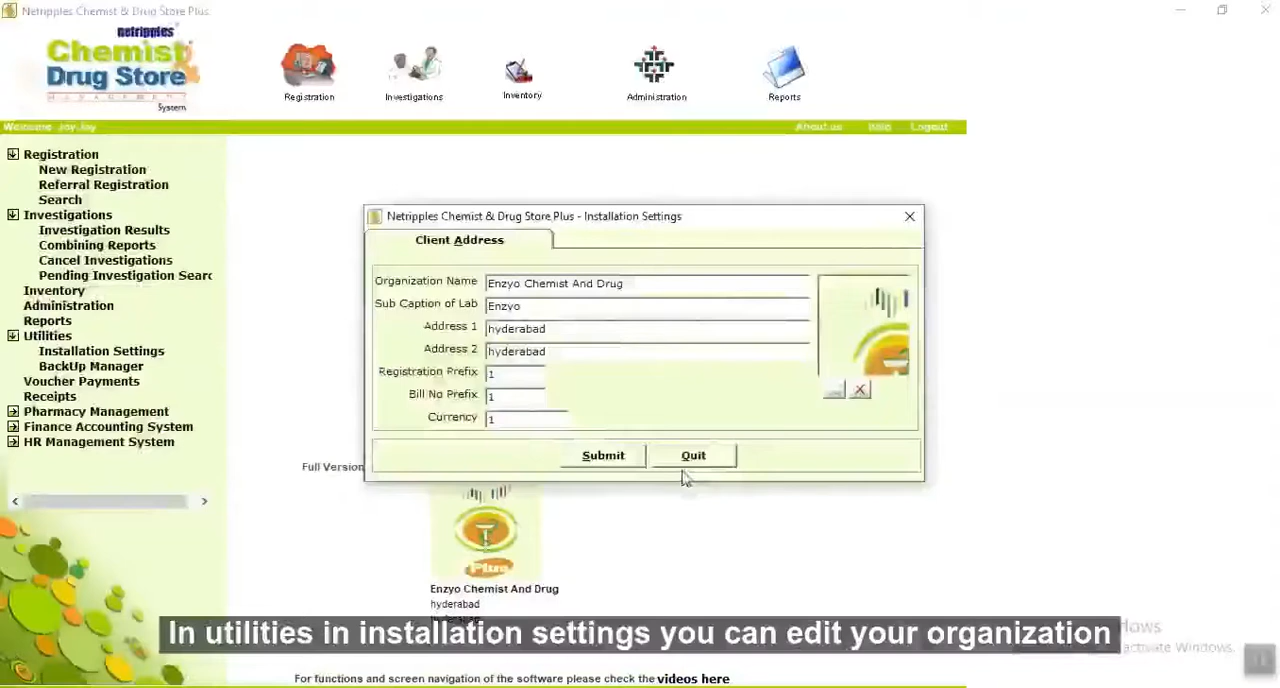 Netripples Chemist & Drug Store Plus
netripples
Chemist
Drug Store
MANAGEMENT
System
Registration
Investigations
Inventory
Administration
Reports
Welcome Joy Joy
About us
Help
Logout
Registration
New Registration
Referral Registration
Search
Investigations
Investigation Results
Combining Reports
Cancel Investigations
Pending Investigation Searc
Inventory
Administration
Reports
Utilities
Installation Settings
BackUp Manager
Voucher Payments
Receipts
Pharmacy Management
Finance Accounting System
HR Management System
Netripples Chemist & Drug Store Plus - Installation Settings
Client Address
Organization Name Enzyo Chemist And Drug
Sub Caption of Lab Enzyo
Address 1 hyderabad
Address 2 hyderabad
Registration Prefix 1
Bill No Prefix 1
Currency 1
...
Submit Quit
Full Version
Plus
Enzyo Chemist And Drug
hyderabad
In utilities in installation settings you can edit your organization
For functions and screen navigation of the software please check the videos here